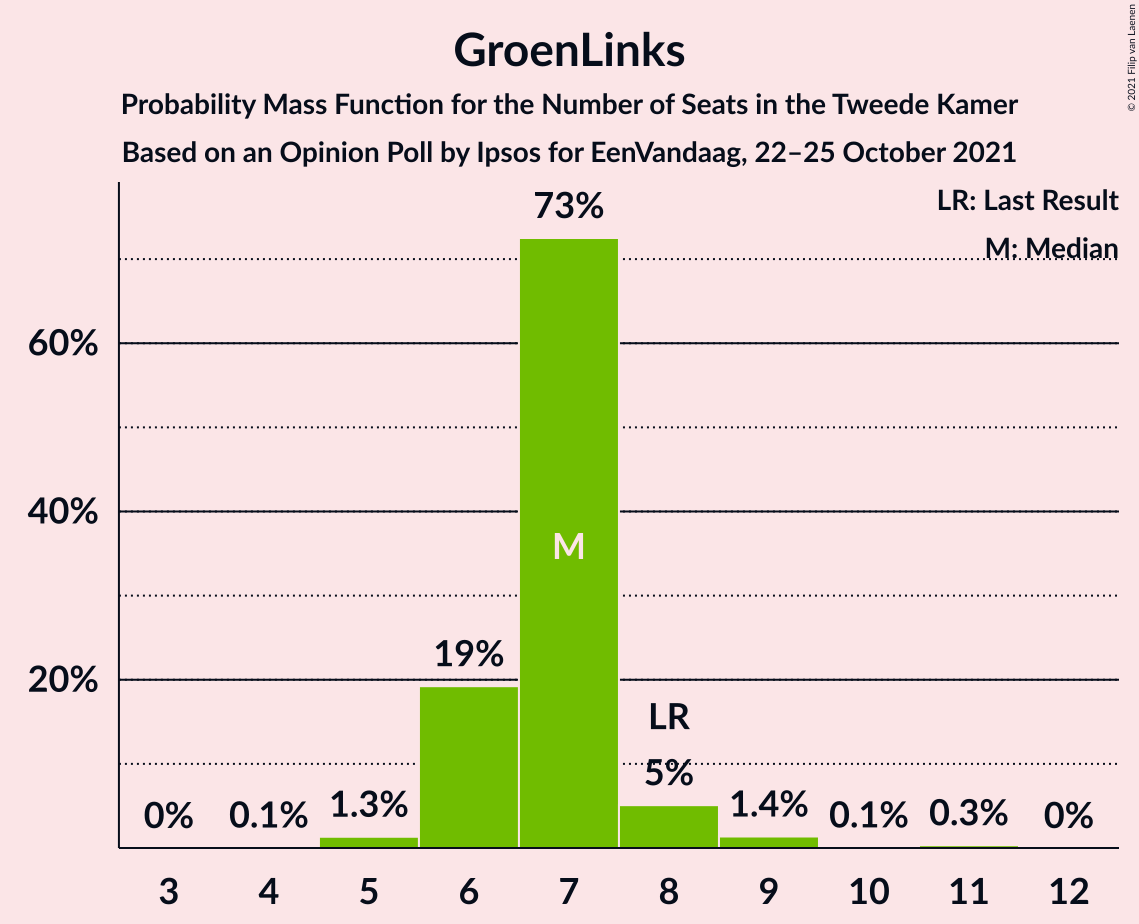 GroenLinks
Probability Mass Function for the Number of Seats in the Tweede Kamer
Based on an Opinion Poll by Ipsos for EenVandaag, 22–25 October 2021
© 2021 Filip van Laenen
LR: Last Result
M: Median
73%
60%
40%
M
19%
20%
LR
5%
0%
0.1%
1.3%
1.4%
0.1%
0.3%
0%
3 4 5 6 7 8 9 10 11 12